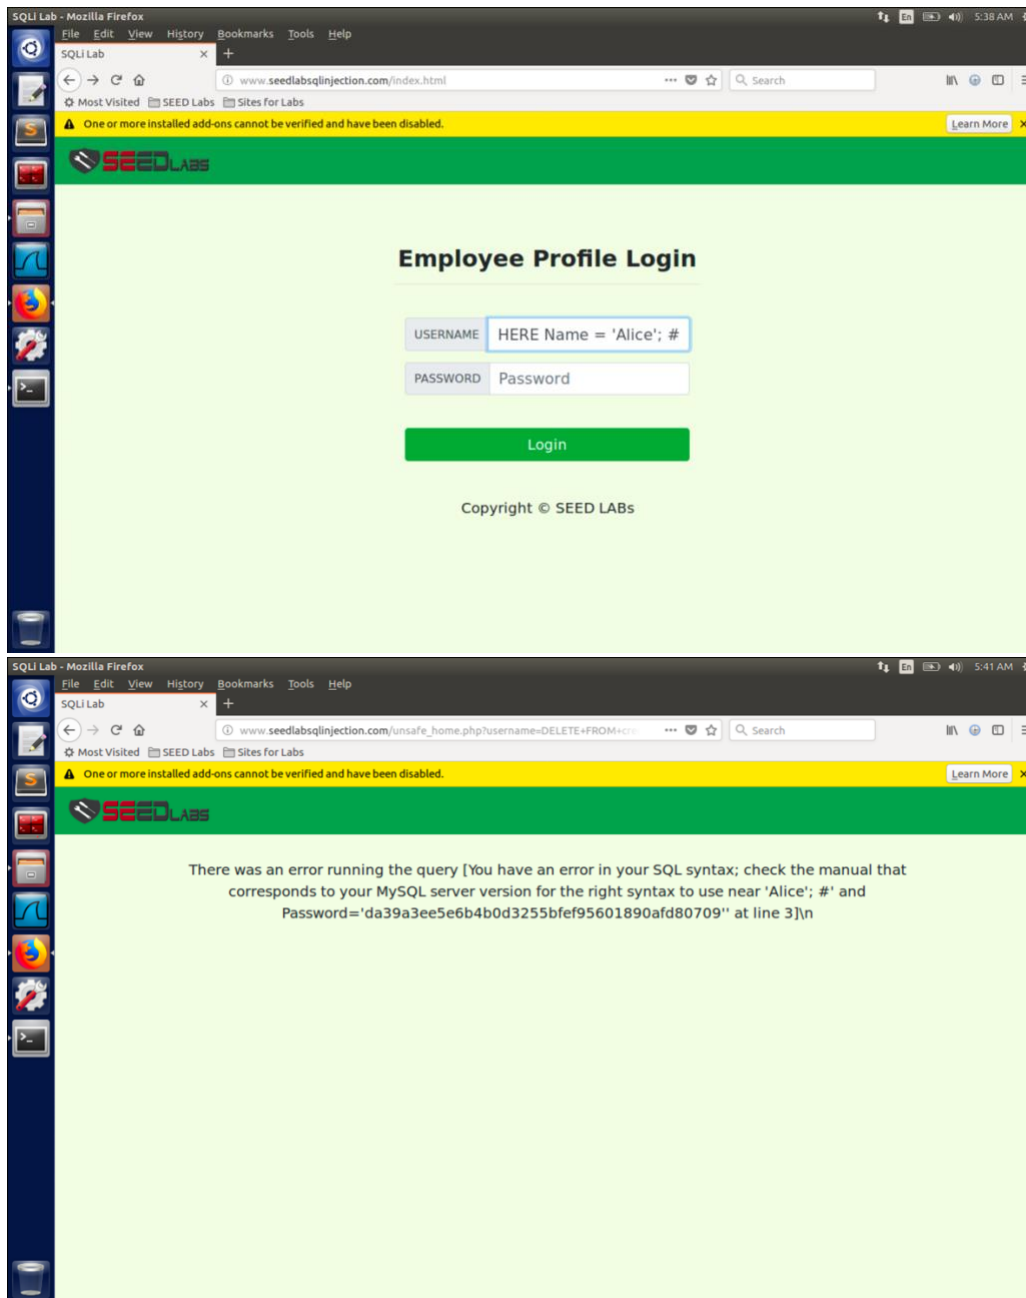 SQLi Lab - Mozilla Firefox
En
5:38 AM
File Edit View History Bookmarks Tools Help
SQLi Lab × +
www.seedlabsqlinjection.com/index.html
Search
Most Visited SEED Labs Sites for Labs
One or more installed add-ons cannot be verified and have been disabled.
Learn More ×
SEEDLABS
Employee Profile Login
USERNAME HERE Name = 'Alice'; #
PASSWORD Password
Login
Copyright © SEED LABs
SQLi Lab - Mozilla Firefox
En
5:41 AM
File Edit View History Bookmarks Tools Help
SQLi Lab × +
www.seedlabsqlinjection.com/unsafe_home.php?username=DELETE+FROM+cre
Search
Most Visited SEED Labs Sites for Labs
One or more installed add-ons cannot be verified and have been disabled.
Learn More ×
SEEDLABS
There was an error running the query [You have an error in your SQL syntax; check the manual that
corresponds to your MySQL server version for the right syntax to use near 'Alice'; #' and
Password='da39a3ee5e6b4b0d3255bfef95601890afd80709'' at line 3]\n